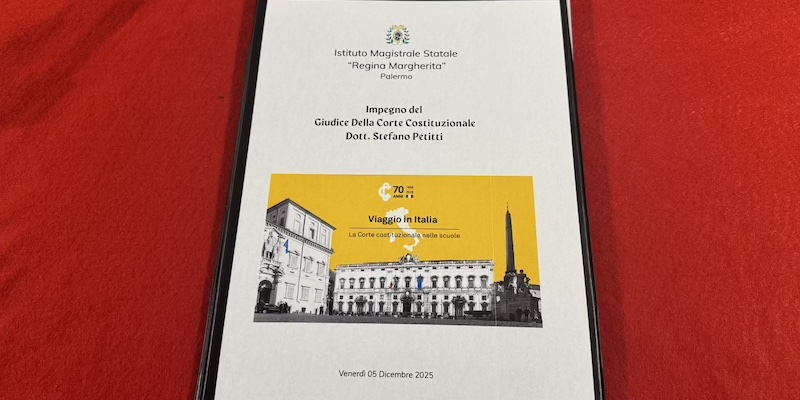 Istituto Magistrale Statale
"Regina Margherita"
Palermo
Impegno del
Giudice Della Corte Costituzionale
Dott. Stefano Petitti
70
ANNI
Viaggio in Italia
La Corte costituzionale nelle scuole
Venerdì 05 Dicembre 2025